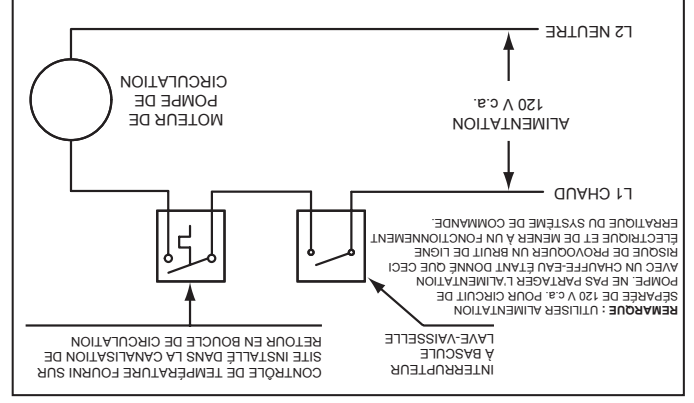 REMARQUE : UTILISER ALIMENTATION
SÉPARÉE DE 120 V c.a. POUR CIRCUIT DE
POMPE. NE PAS PARTAGER L'ALIMENTATION
AVEC UN CHAUFFE-EAU ÉTANT DONNÉ QUE CECI
RISQUE DE PROVOQUER UN BRUIT DE LIGNE
ÉLECTRIQUE ET DE MENER À UN FONCTIONNEMENT
ERRATIQUE DU SYSTÈME DE COMMANDE.
INTERRUPTEUR
À BASCULE
LAVE-VAISSELLE
CONTRÔLE DE TEMPÉRATURE FOURNI SUR
SITE INSTALLÉ DANS LA CANALISATION DE
RETOUR EN BOUCLE DE CIRCULATION
L1 CHAUD
ALIMENTATION
120 V c.a.
MOTEUR DE
POMPE DE
CIRCULATION
L2 NEUTRE